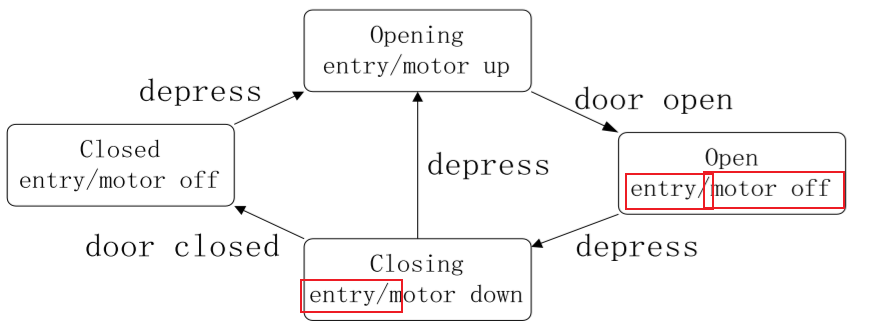 Opening
entry/motor up
depress
door open
Closed
entry/motor off
depress
Open
entry/motor off
door closed
depress
Closing
entry/motor down